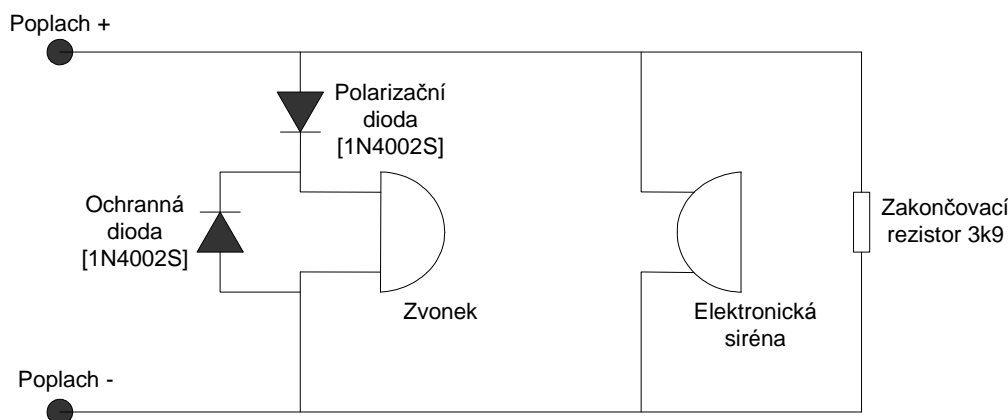 Poplach +
Polarizační
dioda
[1N4002S]
Ochranná
dioda
[1N4002S]
Zvonek
Elektronická
siréna
Zakončovací
rezistor 3k9
Poplach -